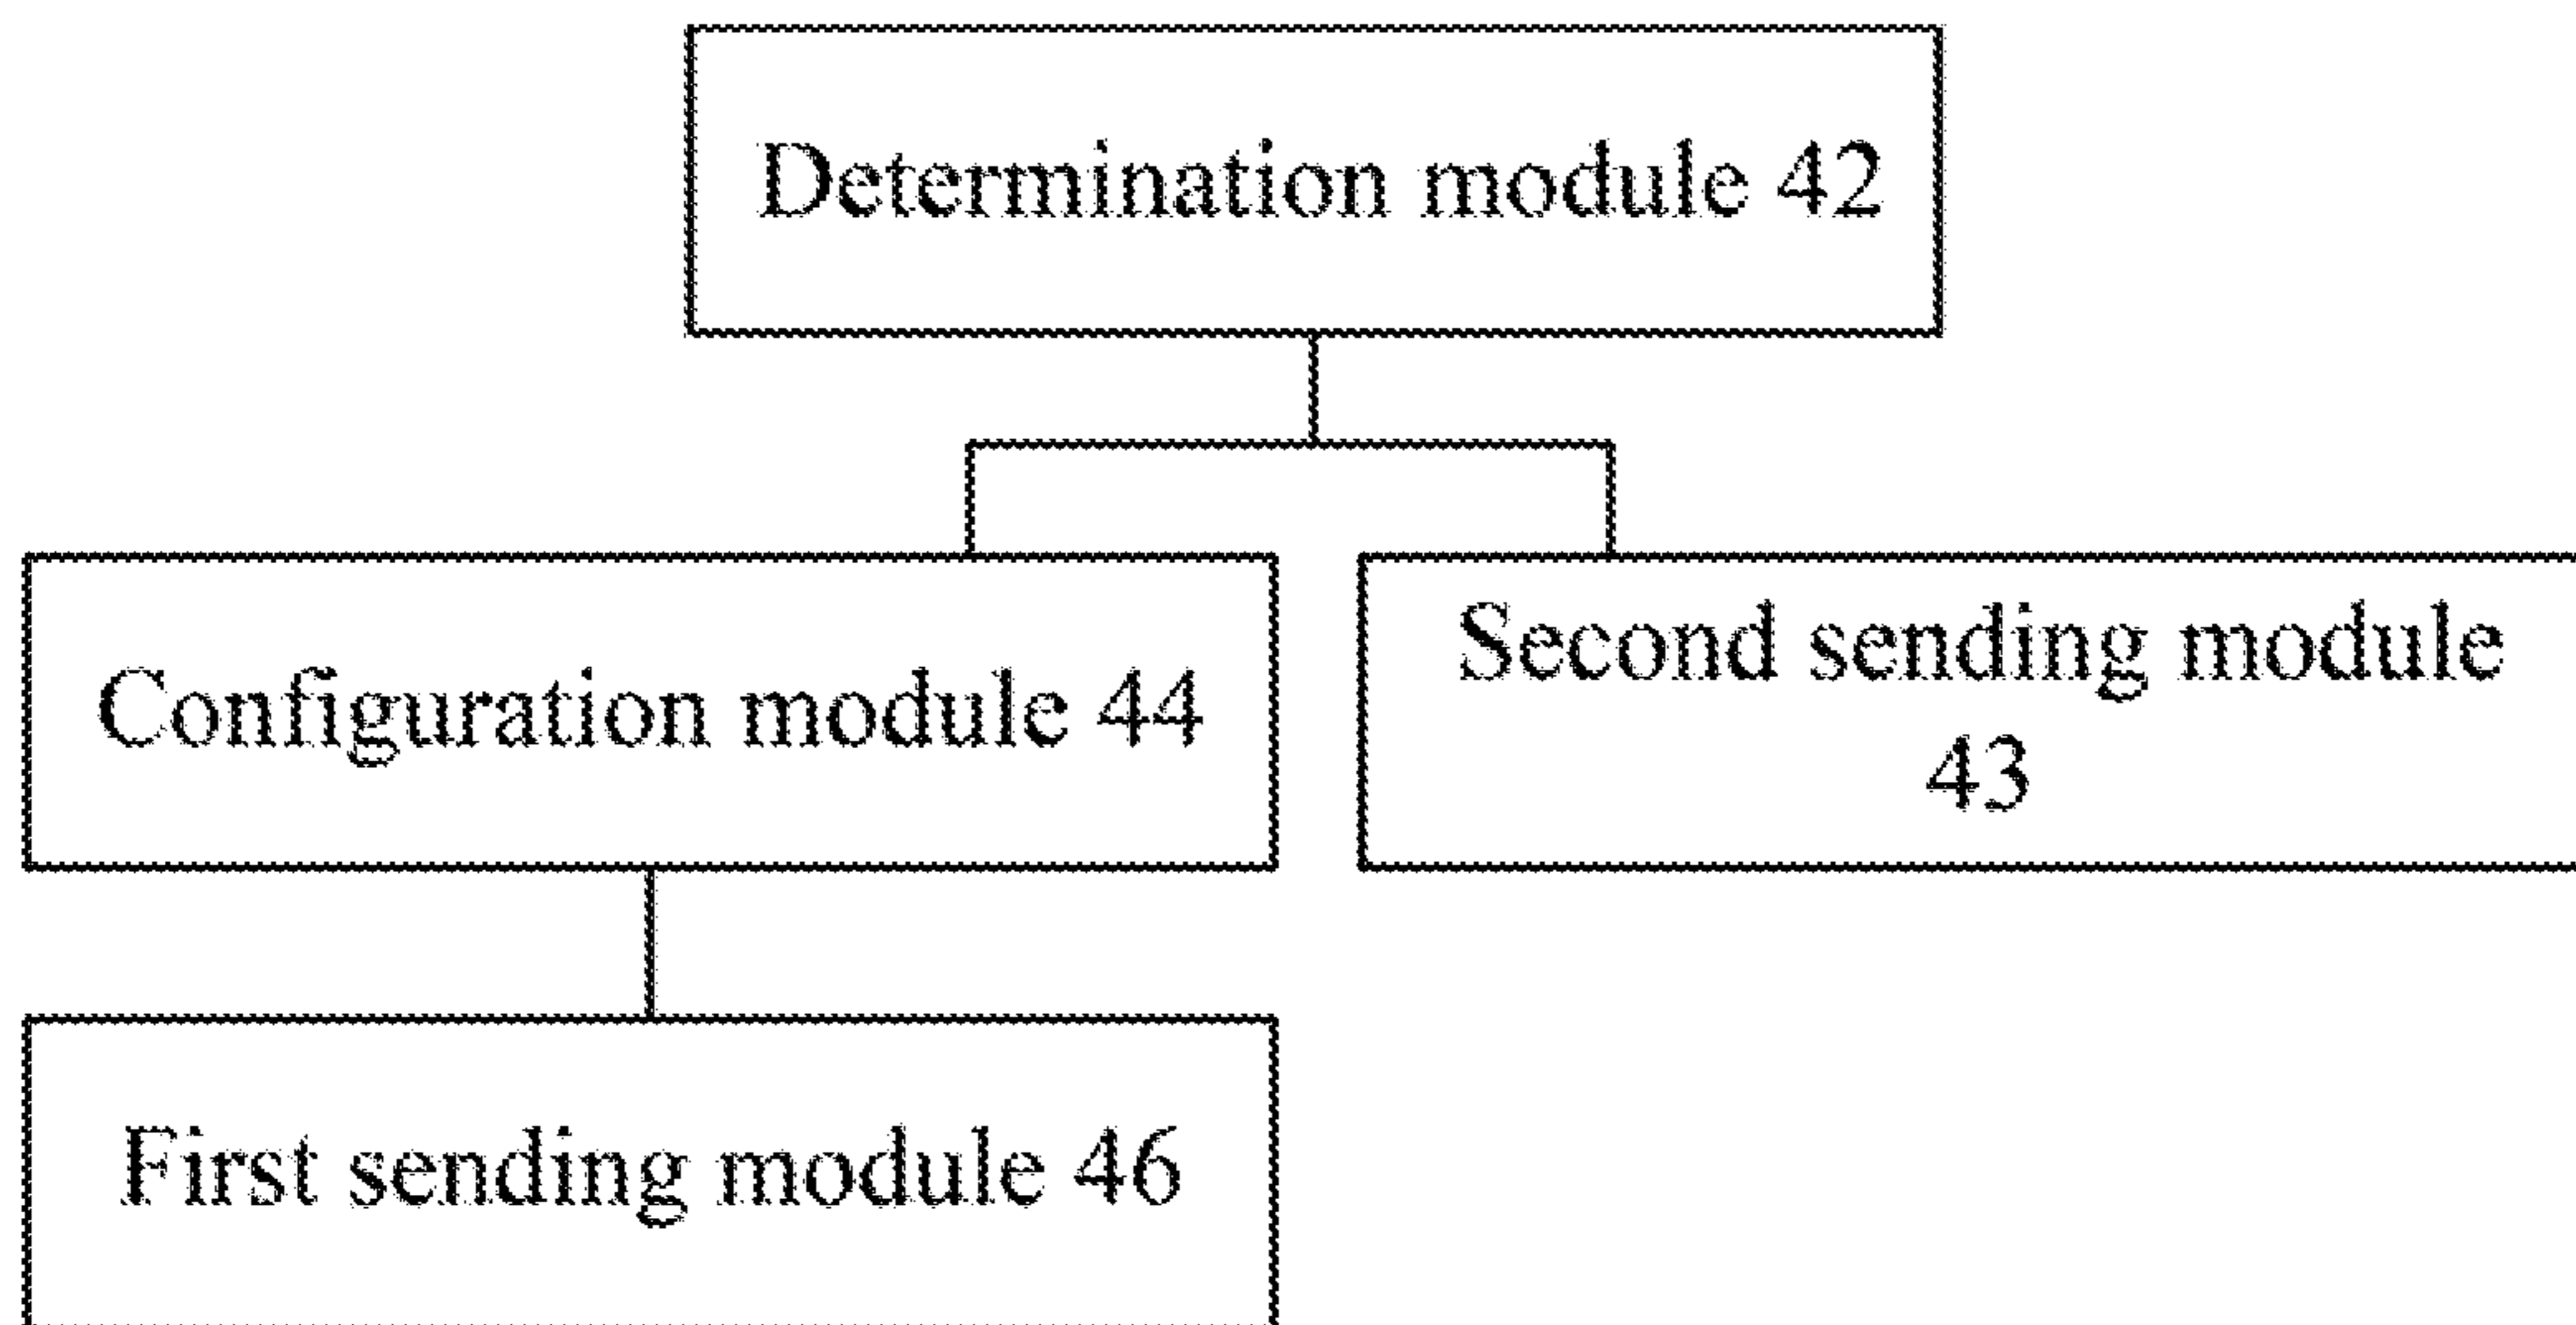 Determination module 42
Configuration module 44
Second sending module
43
First sending module 46